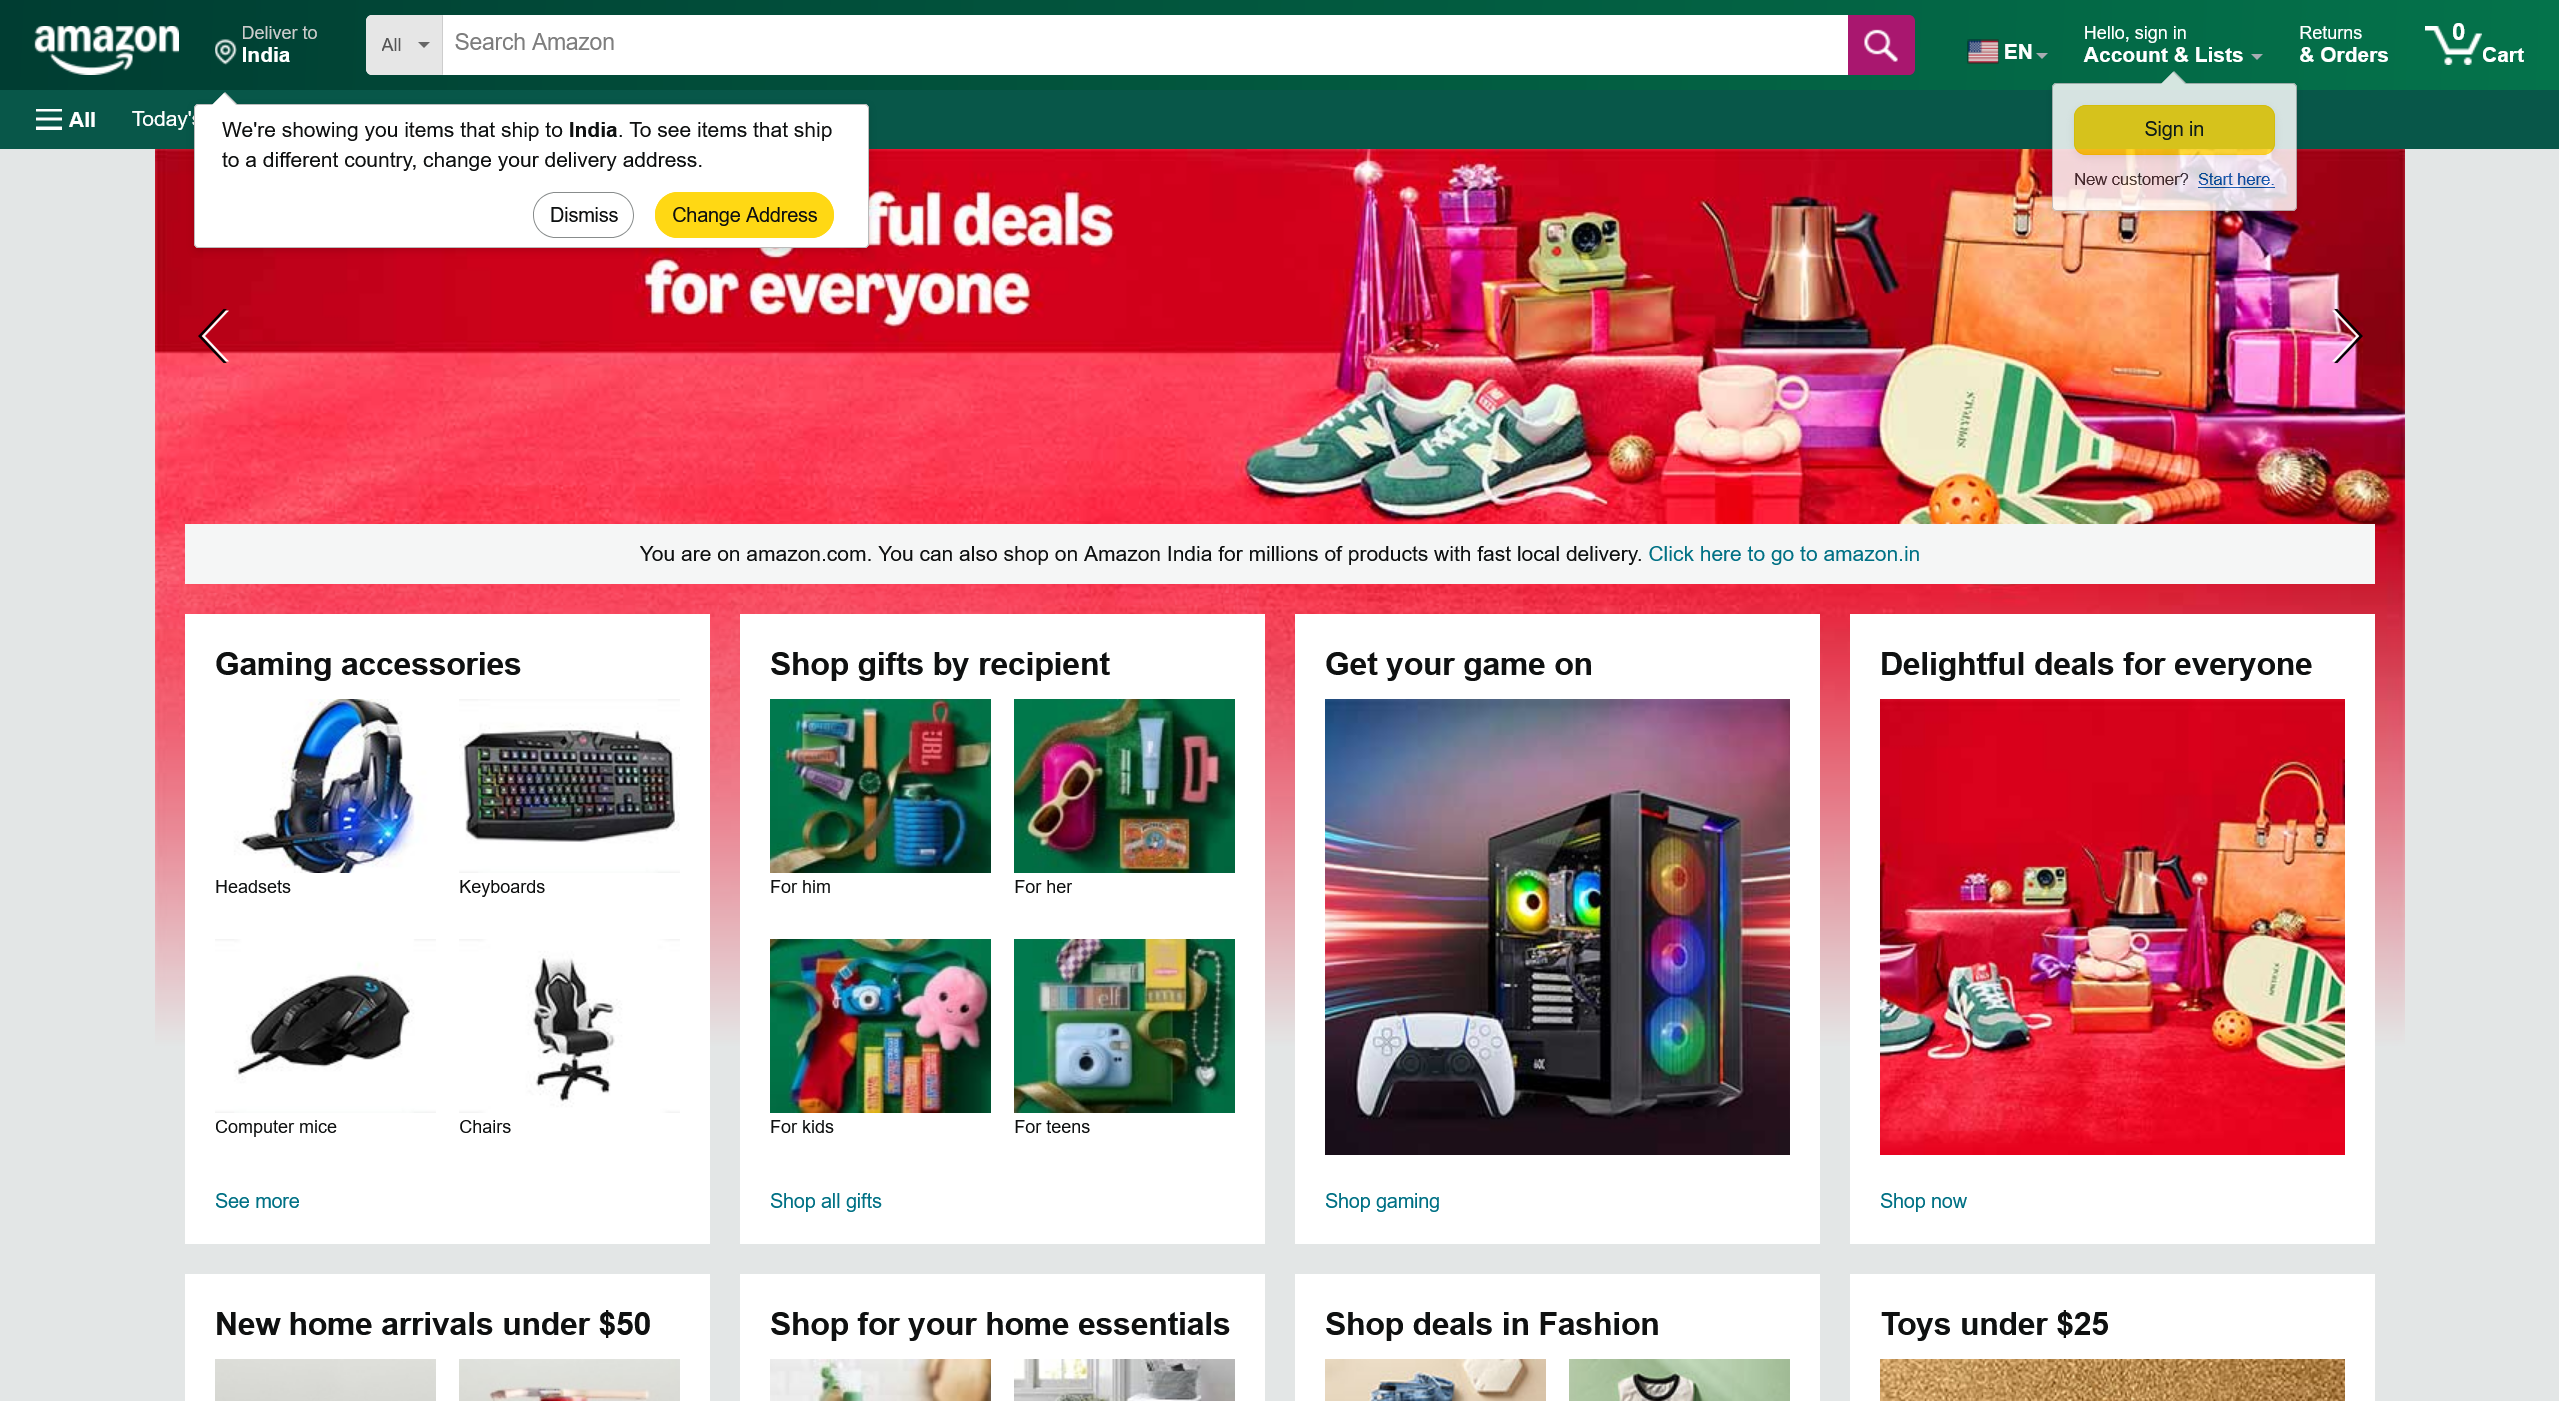 amazon
Deliver to
India
All
Search Amazon
EN
Hello, sign in
Account & Lists
Returns
& Orders
0
Cart
All
Today's
We're showing you items that ship to India. To see items that ship
to a different country, change your delivery address.
Dismiss
Change Address
Sign in
New customer? Start here.
ful deals
for everyone
SPRYPALS
You are on amazon.com. You can also shop on Amazon India for millions of products with fast local delivery. Click here to go to amazon.in
Gaming accessories
Headsets
Keyboards
Computer mice
Chairs
See more
Shop gifts by recipient
JBL
For him
For her
elf
For kids
For teens
Shop all gifts
Get your game on
Shop gaming
Delightful deals for everyone
Shop now
New home arrivals under $50
Shop for your home essentials
Shop deals in Fashion
Toys under $25